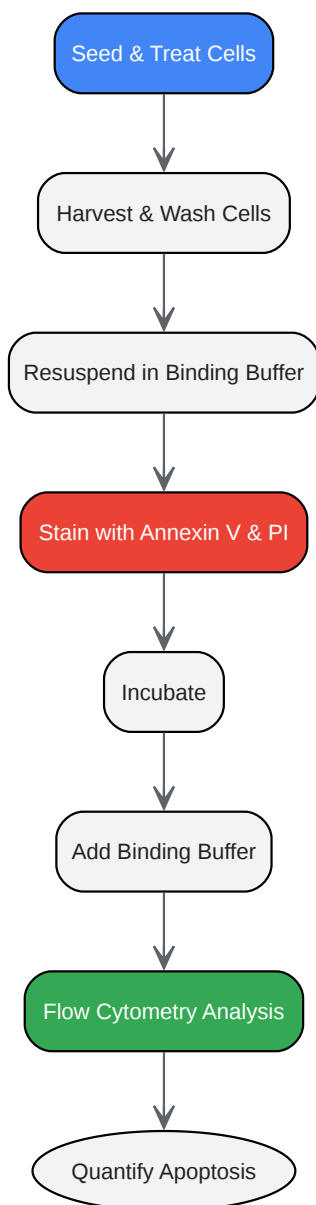 Seed & Treat Cells
Harvest & Wash Cells
Resuspend in Binding Buffer
Stain with Annexin V & PI
Incubate
Add Binding Buffer
Flow Cytometry Analysis
Quantify Apoptosis